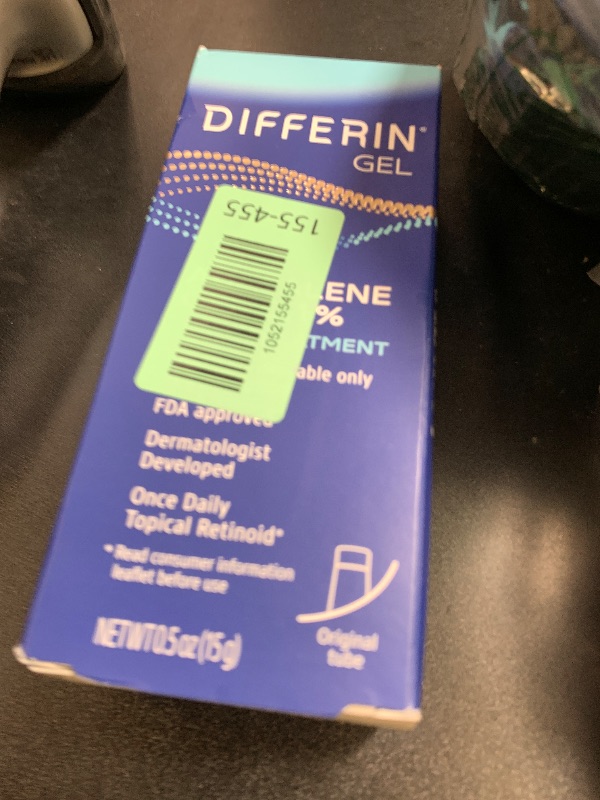 DIFFERIN®
GEL
155-455
1052155455
ENE
%
TMENT
able only
FDA approved
Dermatologist
Developed
Once Daily
Topical Retinoid*
* Read consumer information
leaflet before use
NET WT 0.5 oz (15 g)
Original
tube